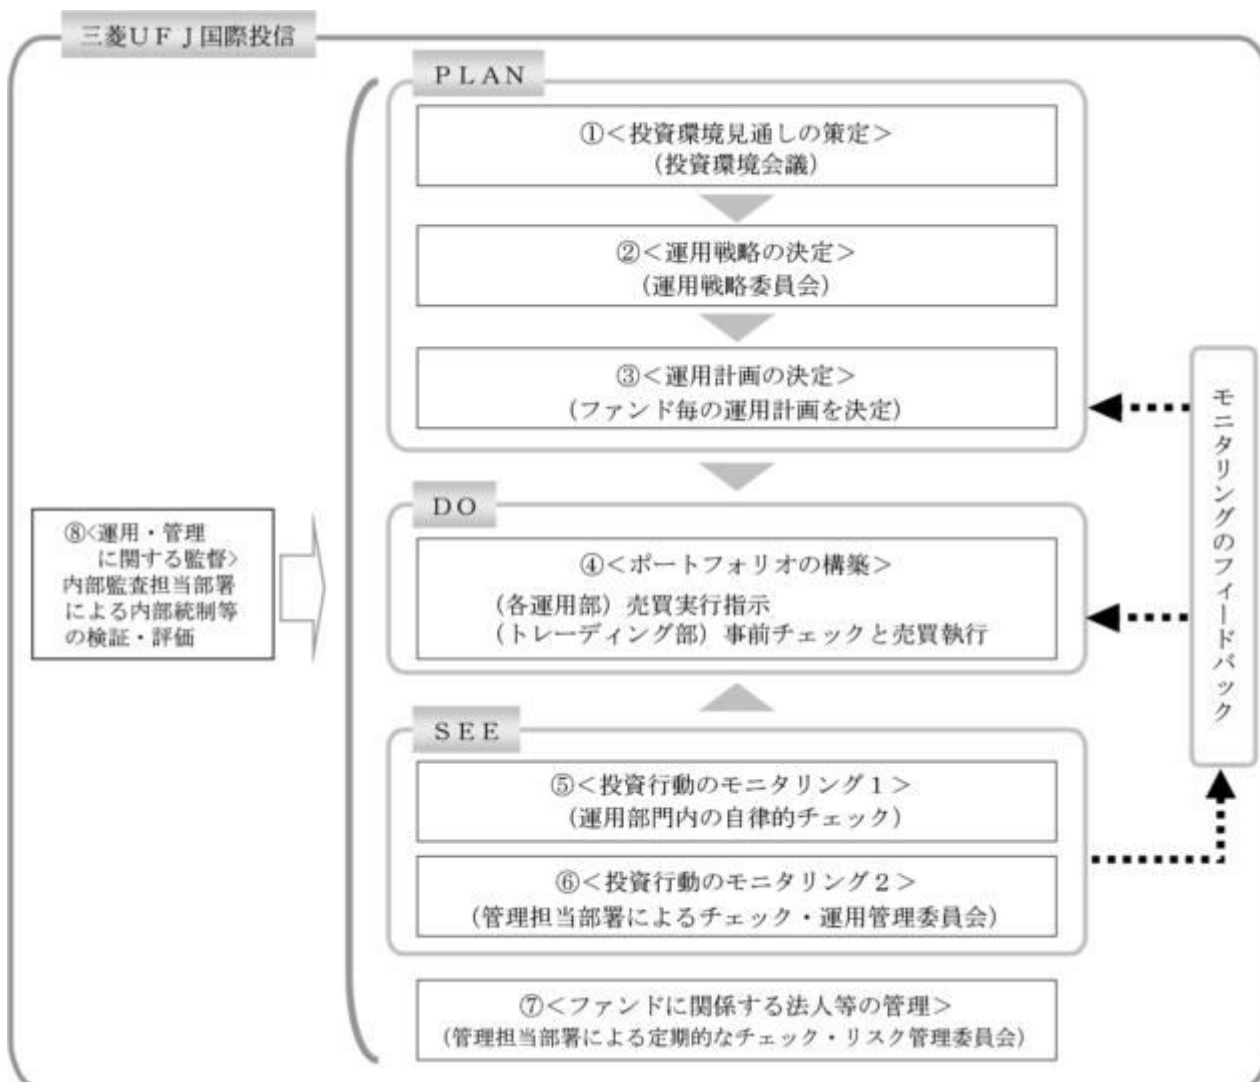 三菱UFJ国際投信
PLAN
①<投資環境見通しの策定>
(投資環境会議)
②<運用戦略の決定>
(運用戦略委員会)
③<運用計画の決定>
(ファンド毎の運用計画を決定)
DO
④<ポートフォリオの構築>
(各運用部)売買実行指示
(トレーディング部)事前チェックと売買執行
SEE
⑤<投資行動のモニタリング1>
(運用部門内の自律的チェック)
⑥<投資行動のモニタリング2>
(管理担当部署によるチェック・運用管理委員会)
⑦<ファンドに関係する法人等の管理>
(管理担当部署による定期的なチェック・リスク管理委員会)
⑧<運用・管理
に関する監督>
内部監査担当部署
による内部統制等
の検証・評価
モニタリングのフィードバック